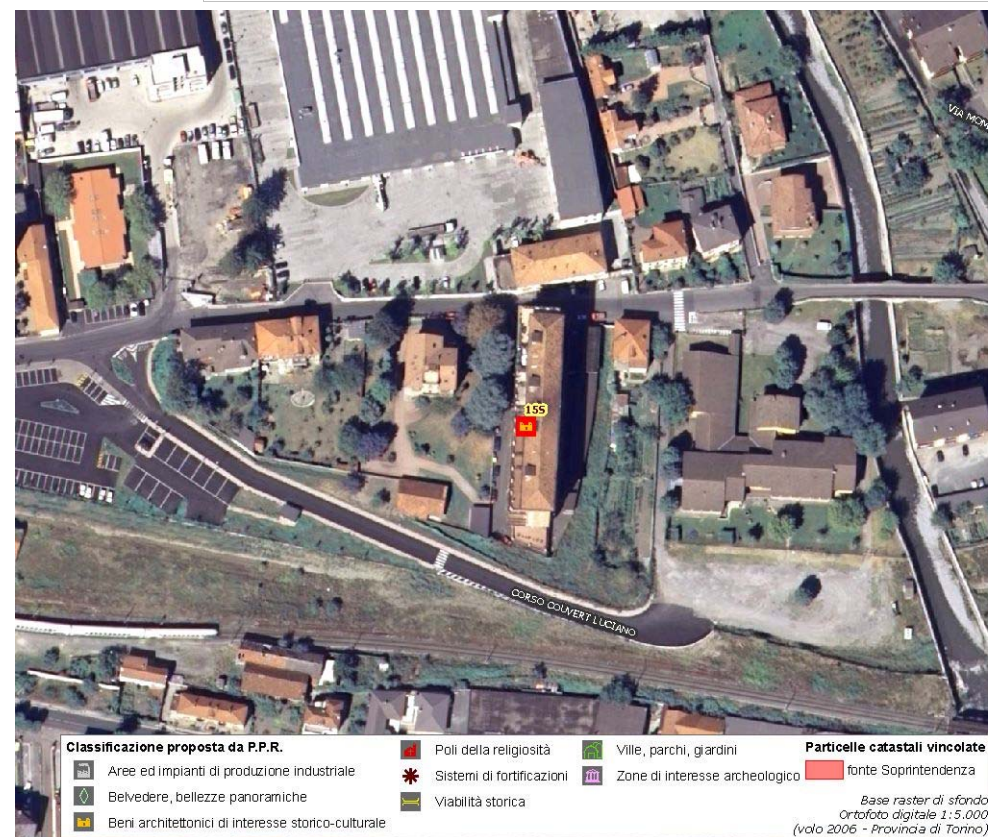 VIA MOM
155
CORSO COUVERT LUCIANO
Classificazione proposta da P.P.R.
Aree ed impianti di produzione industriale
Belvedere, bellezze panoramiche
Beni architettonici di interesse storico-culturale
Poli della religiosità
Sistemi di fortificazioni
Viabilità storica
Ville, parchi, giardini
Zone di interesse archeologico
Particelle catastali vincolate
fonte Soprintendenza
Base raster di sfondo
Ortofoto digitale 1:5.000
(volo 2006 - Provincia di Torino)